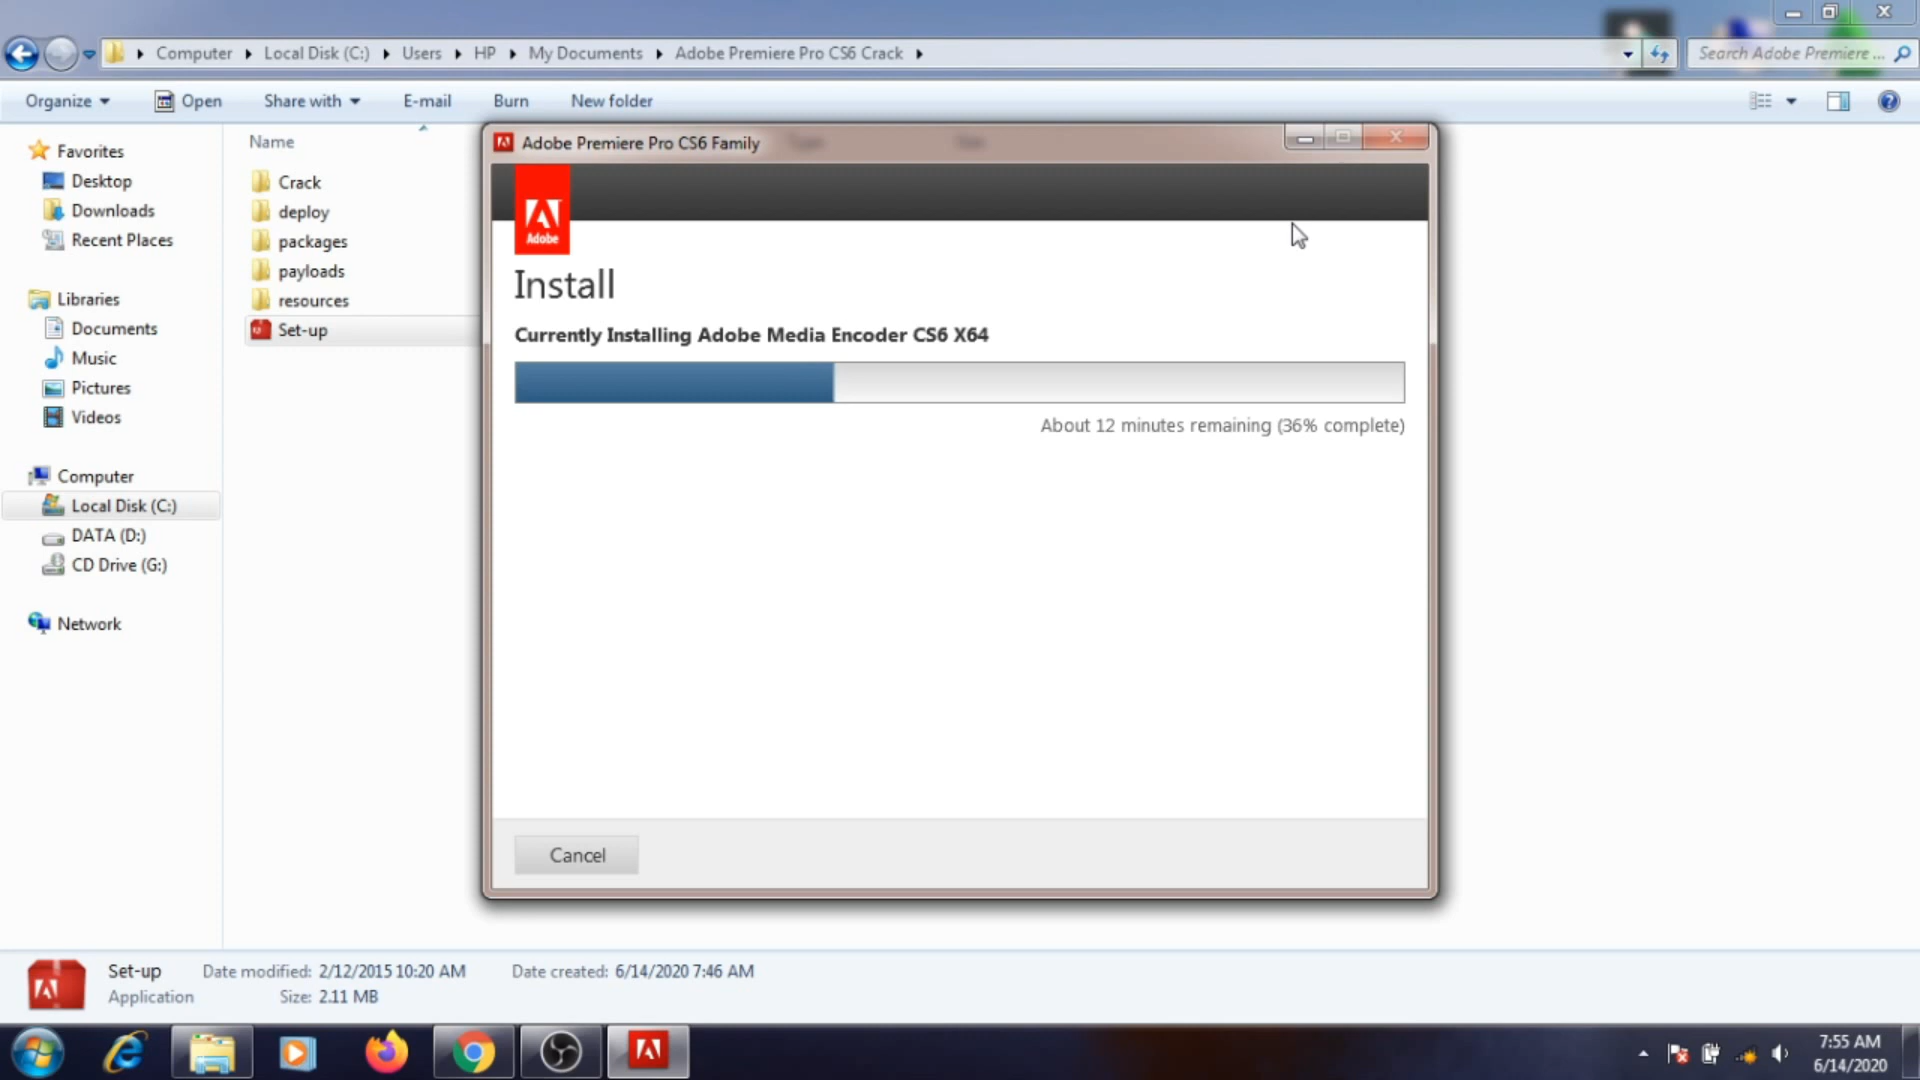 Computer Local Disk (C:) Users HP My Documents Adobe Premiere Pro CS6 Crack
Search Adobe Premiere ...
Organize Open Share with E-mail Burn New folder
Favorites
Desktop
Downloads
Recent Places
Libraries
Documents
Music
Pictures
Videos
Computer
Local Disk (C:)
DATA (D:)
CD Drive (G:)
Network
Name
Crack
deploy
packages
payloads
resources
Set-up
Adobe Premiere Pro CS6 Family
Adobe
Install
Currently Installing Adobe Media Encoder CS6 X64
About 12 minutes remaining (36% complete)
Cancel
Set-up Date modified: 2/12/2015 10:20 AM Date created: 6/14/2020 7:46 AM
Application Size: 2.11 MB
7:55 AM
6/14/2020